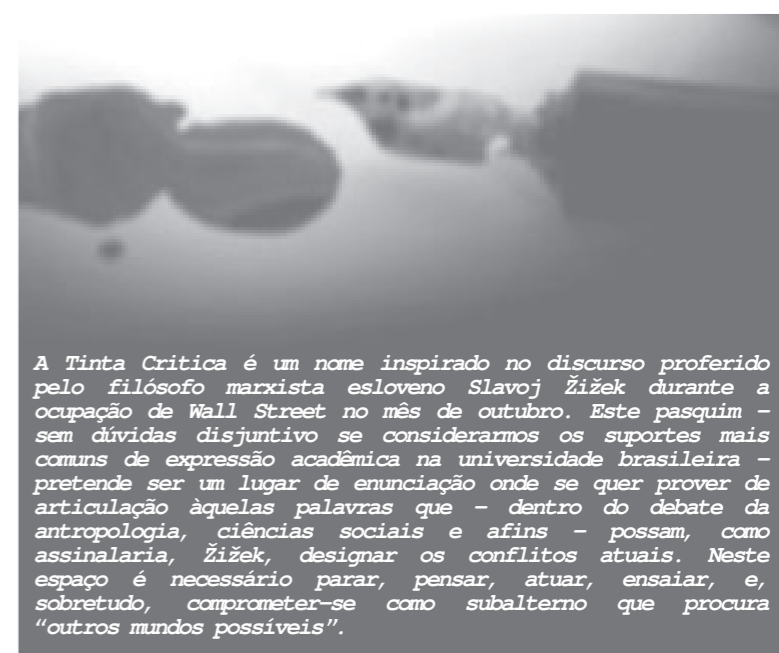 A Tinta Critica é um nome inspirado no discurso proferido
pelo filósofo marxista esloveno Slavoj Žižek durante a
ocupação de Wall Street no mês de outubro. Este pasquim –
sem dúvidas disjuntivo se considerarmos os suportes mais
comuns de expressão acadêmica na universidade brasileira –
pretende ser um lugar de enunciação onde se quer prover de
articulação àquelas palavras que – dentro do debate da
antropologia, ciências sociais e afins – possam, como
assinalaria, Žižek, designar os conflitos atuais. Neste
espaço é necessário parar, pensar, atuar, ensaiar, e,
sobretudo, comprometer-se como subalterno que procura
“outros mundos possíveis”.